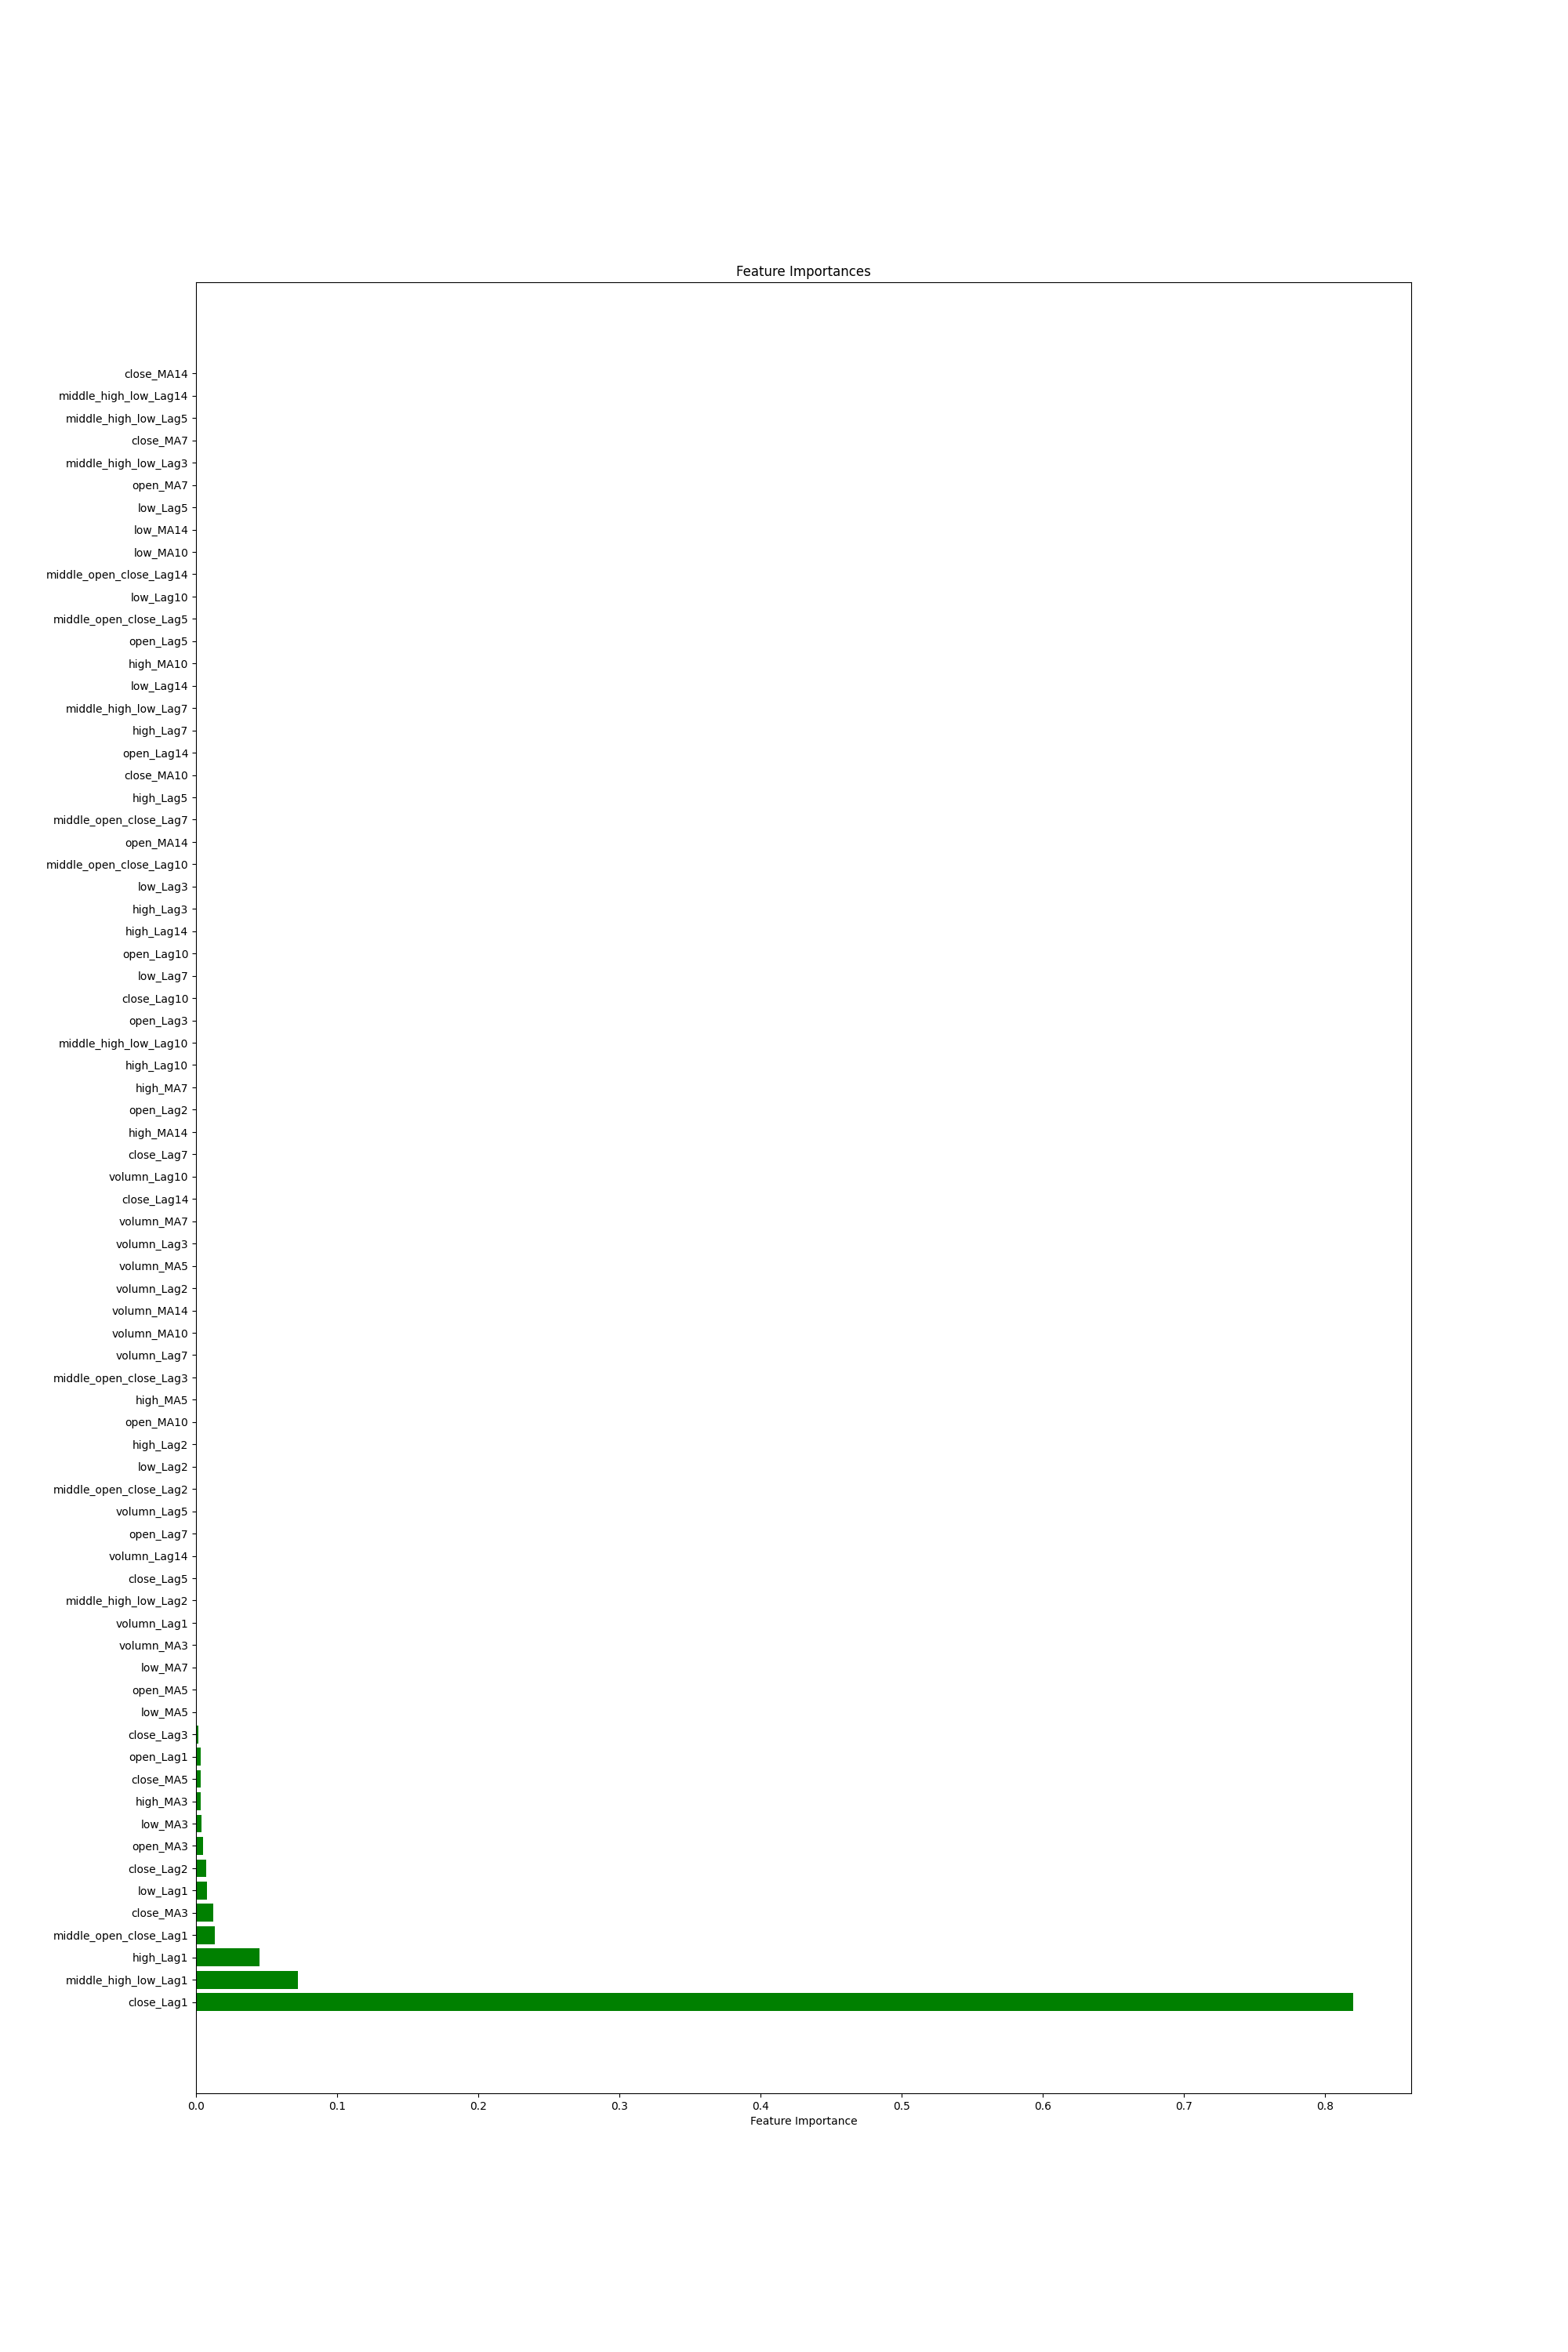 Feature Importances
close_MA14
middle_high_low_Lag14
middle_high_low_Lag5
close_MA7
middle_high_low_Lag3
open_MA7
low_Lag5
low_MA14
low_MA10
middle_open_close_Lag14
low_Lag10
middle_open_close_Lag5
open_Lag5
high_MA10
low_Lag14
middle_high_low_Lag7
high_Lag7
open_Lag14
close_MA10
high_Lag5
middle_open_close_Lag7
open_MA14
middle_open_close_Lag10
low_Lag3
high_Lag3
high_Lag14
open_Lag10
low_Lag7
close_Lag10
open_Lag3
middle_high_low_Lag10
high_Lag10
high_MA7
open_Lag2
high_MA14
close_Lag7
volumn_Lag10
close_Lag14
volumn_MA7
volumn_Lag3
volumn_MA5
volumn_Lag2
volumn_MA14
volumn_MA10
volumn_Lag7
middle_open_close_Lag3
high_MA5
open_MA10
high_Lag2
low_Lag2
middle_open_close_Lag2
volumn_Lag5
open_Lag7
volumn_Lag14
close_Lag5
middle_high_low_Lag2
volumn_Lag1
volumn_MA3
low_MA7
open_MA5
low_MA5
close_Lag3
open_Lag1
close_MA5
high_MA3
low_MA3
open_MA3
close_Lag2
low_Lag1
close_MA3
middle_open_close_Lag1
high_Lag1
middle_high_low_Lag1
close_Lag1
0.0 0.1 0.2 0.3 0.4 0.5 0.6 0.7 0.8
Feature Importance